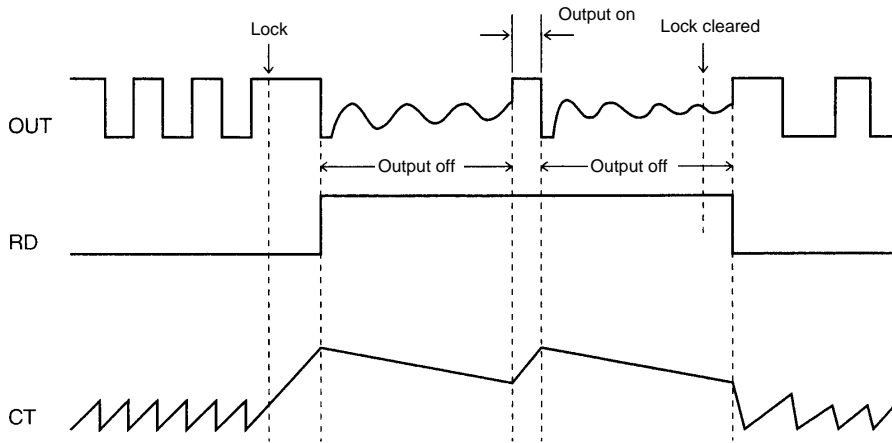 Output on
Lock
Lock cleared
OUT
Output off
Output off
RD
CT